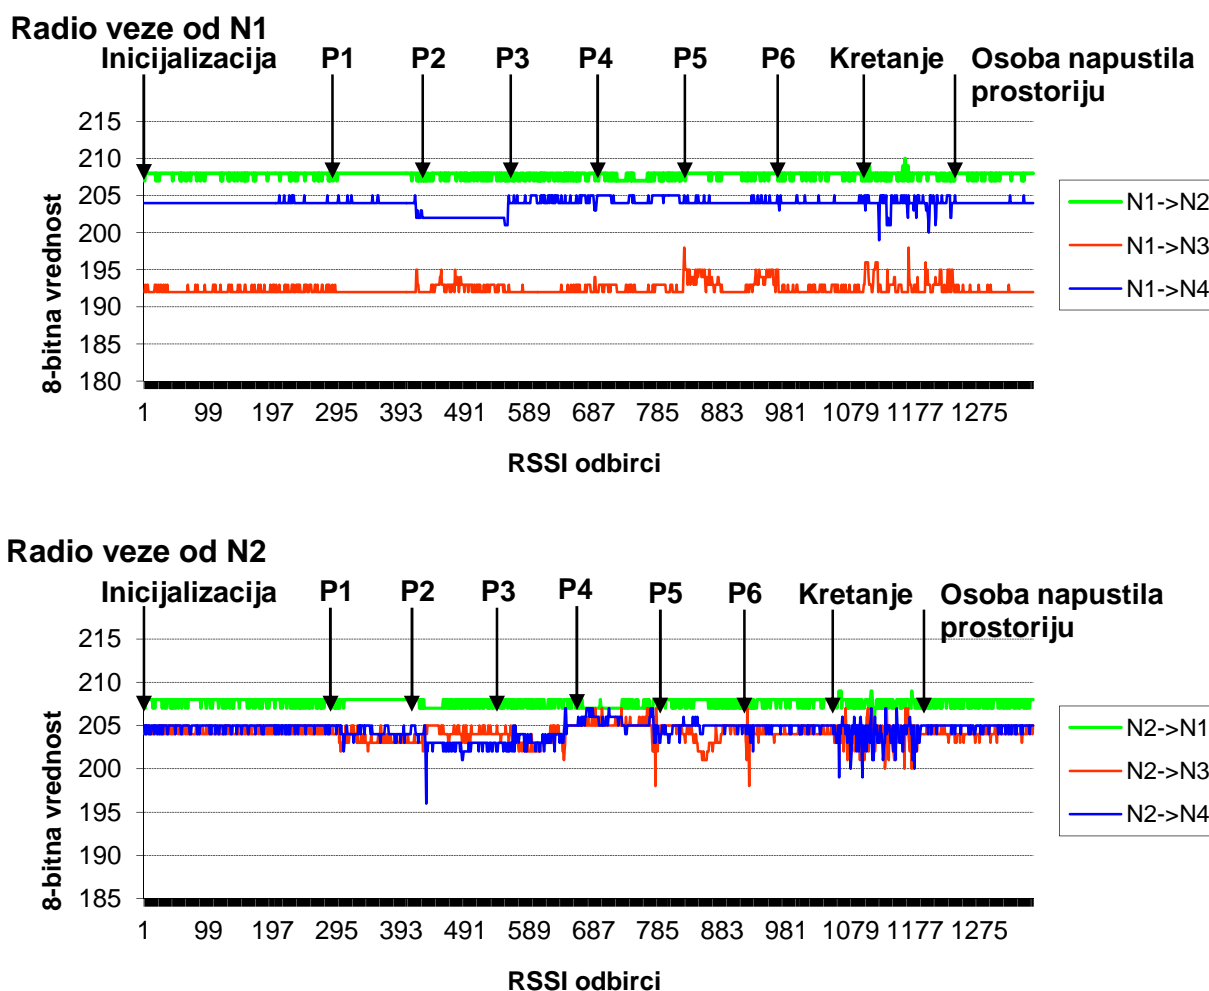 Radio veze od N1
Inicijalizacija P1 P2 P3 P4 P5 P6 Kretanje Osoba napustila
prostoriju
215
210
205
200
195
190
185
180
8-bitna vrednost
1 99 197 295 393 491 589 687 785 883 981 1079 1177 1275
RSSI odbirci
N1->N2
N1->N3
N1->N4
Radio veze od N2
Inicijalizacija P1 P2 P3 P4 P5 P6 Kretanje Osoba napustila
prostoriju
215
210
205
200
195
190
185
8-bitna vrednost
1 99 197 295 393 491 589 687 785 883 981 1079 1177 1275
RSSI odbirci
N2->N1
N2->N3
N2->N4